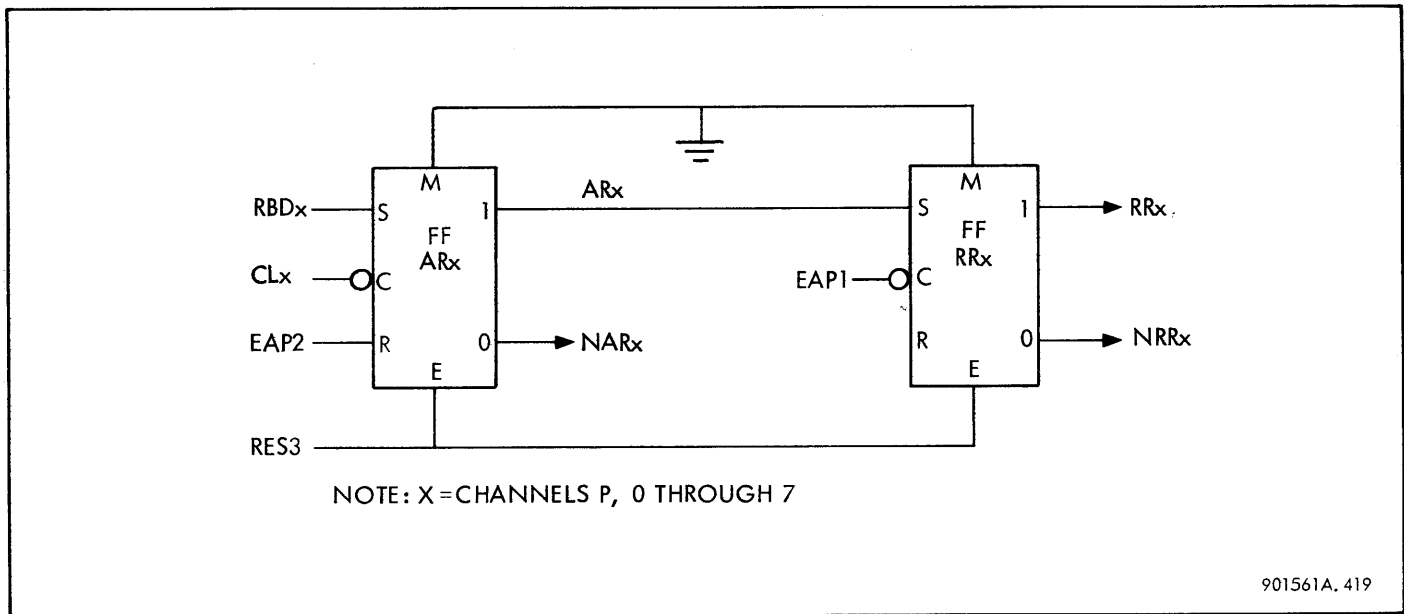 M
RBDx
S
1
FF
ARx
CLx
C
EAP2
R
0
NARx
E
RES3
ARx
M
S
1
RRx
FF
RRx
EAP1
C
R
0
NRRx
E
NOTE: X=CHANNELS P, 0 THROUGH 7
901561A. 419